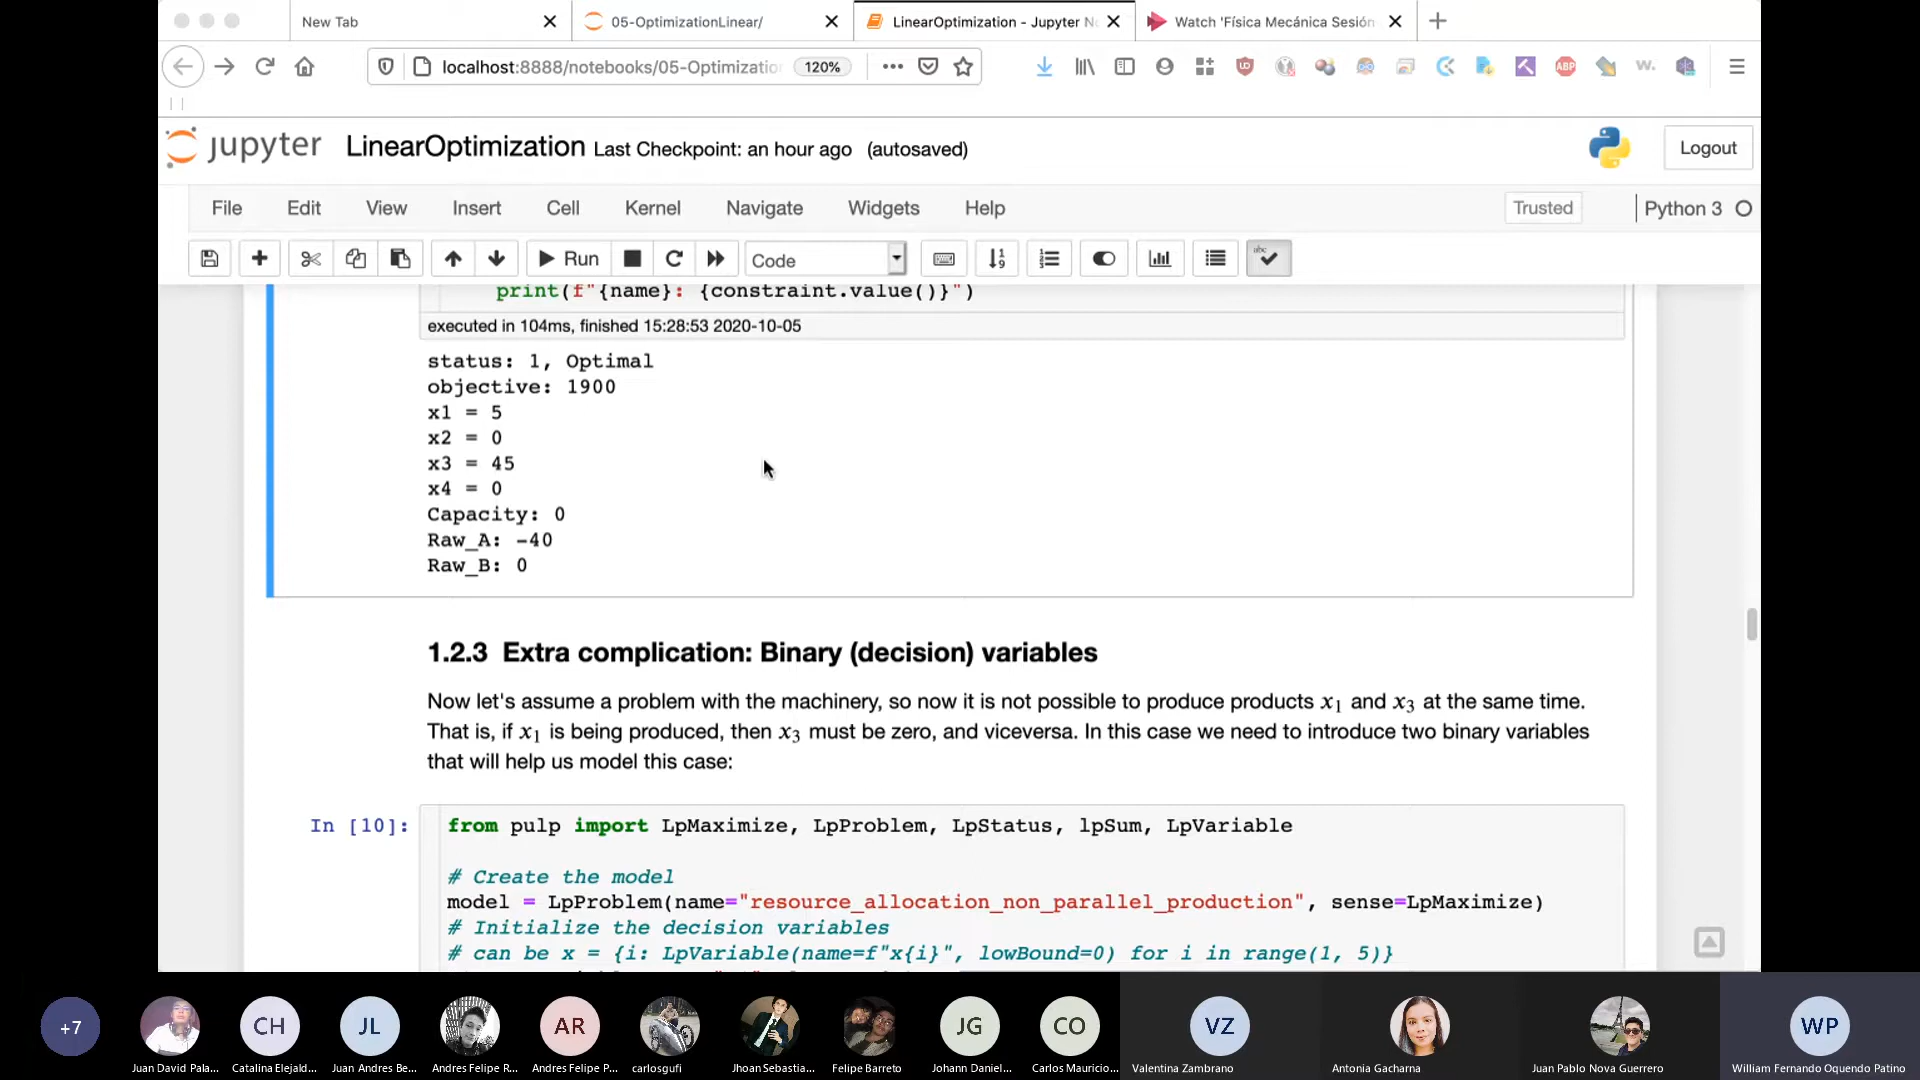 New Tab
05-OptimizationLinear/
LinearOptimization - Jupyter N
Watch 'Física Mecánica Sesión
localhost:8888/notebooks/05-Optimizatio
120%
jupyter
LinearOptimization Last Checkpoint: an hour ago (autosaved)
Logout
File Edit View Insert Cell Kernel Navigate Widgets Help
Trusted
Python 3
Run
Code
print(f"{name}: {constraint.value()}")
executed in 104ms, finished 15:28:53 2020-10-05
status: 1, Optimal
objective: 1900
x1 = 5
x2 = 0
x3 = 45
x4 = 0
Capacity: 0
Raw_A: -40
Raw_B: 0
1.2.3 Extra complication: Binary (decision) variables
Now let's assume a problem with the machinery, so now it is not possible to produce products x1 and x3 at the same time.
That is, if x1 is being produced, then x3 must be zero, and viceversa. In this case we need to introduce two binary variables
that will help us model this case:
In [10]:
from pulp import LpMaximize, LpProblem, LpStatus, lpSum, LpVariable
# Create the model
model = LpProblem(name="resource_allocation_non_parallel_production", sense=LpMaximize)
# Initialize the decision variables
# can be x = {i: LpVariable(name=f"x{i}", lowBound=0) for i in range(1, 5)}
+7
CH
JL
AR
JG
CO
VZ
WP
Juan David Pala...
Catalina Elejald...
Juan Andres Be...
Andres Felipe R...
Andres Felipe P...
carlosgufi
Jhoan Sebastia...
Felipe Barreto
Johann Daniel...
Carlos Mauricio...
Valentina Zambrano
Antonia Gacharna
Juan Pablo Nova Guerrero
William Fernando Oquendo Patino